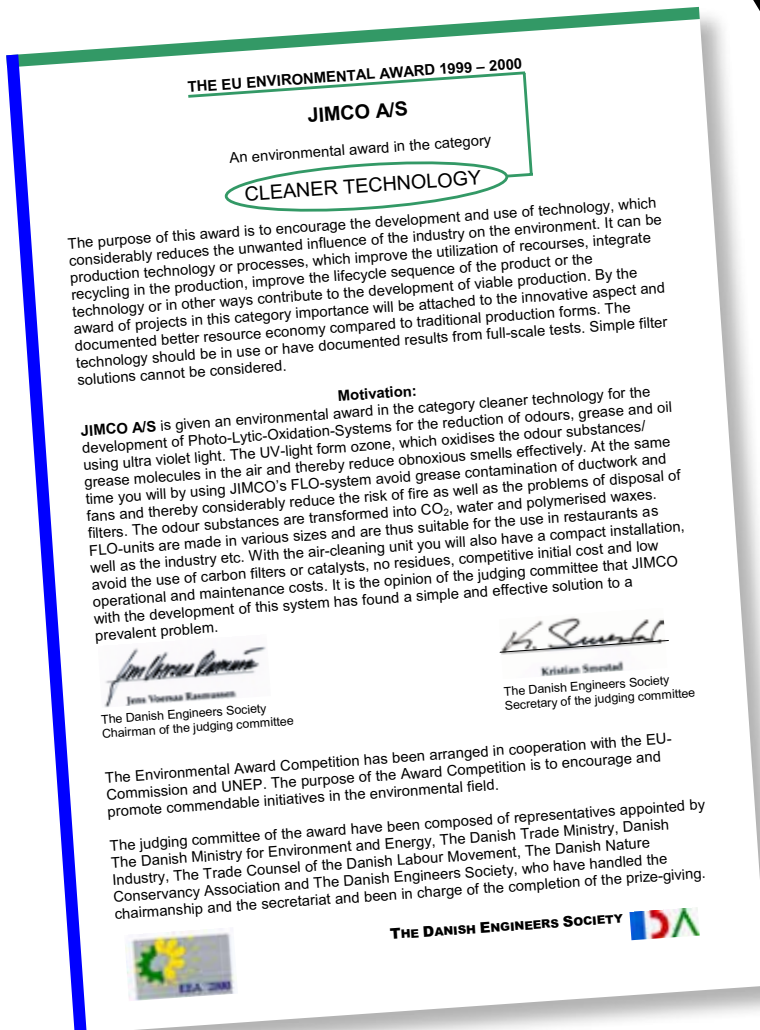 THE EU ENVIRONMENTAL AWARD 1999 – 2000
JIMCO A/S
An environmental award in the category
CLEANER TECHNOLOGY
The purpose of this award is to encourage the development and use of technology, which
considerably reduces the unwanted influence of the industry on the environment. It can be
production technology or processes, which improve the utilization of recourses, integrate
recycling in the production, improve the lifecycle sequence of the product or the
technology or in other ways contribute to the development of viable production. By the
award of projects in this category importance will be attached to the innovative aspect and
documented better resource economy compared to traditional production forms. The
technology should be in use or have documented results from full-scale tests. Simple filter
solutions cannot be considered.
Motivation:
JIMCO A/S is given an environmental award in the category cleaner technology for the
development of Photo-Lytic-Oxidation-Systems for the reduction of odours, grease and oil
using ultra violet light. The UV-light form ozone, which oxidises the odour substances/
grease molecules in the air and thereby reduce obnoxious smells effectively. At the same
time you will by using JIMCO's FLO-system avoid grease contamination of ductwork and
fans and thereby considerably reduce the risk of fire as well as the problems of disposal of
filters. The odour substances are transformed into CO₂, water and polymerised waxes.
FLO-units are made in various sizes and are thus suitable for the use in restaurants as
well as the industry etc. With the air-cleaning unit you will also have a compact installation,
avoid the use of carbon filters or catalysts, no residues, competitive initial cost and low
operational and maintenance costs. It is the opinion of the judging committee that JIMCO
with the development of this system has found a simple and effective solution to a
prevalent problem.
Jens Voersaa Rasmussen
Jens Voersaa Rasmussen
The Danish Engineers Society
Chairman of the judging committee
K. Smestad
Kristian Smestad
The Danish Engineers Society
Secretary of the judging committee
The Environmental Award Competition has been arranged in cooperation with the EU-
Commission and UNEP. The purpose of the Award Competition is to encourage and
promote commendable initiatives in the environmental field.
The judging committee of the award have been composed of representatives appointed by
The Danish Ministry for Environment and Energy, The Danish Trade Ministry, Danish
Industry, The Trade Counsel of the Danish Labour Movement, The Danish Nature
Conservancy Association and The Danish Engineers Society, who have handled the
chairmanship and the secretariat and been in charge of the completion of the prize-giving.
THE DANISH ENGINEERS SOCIETY IDA
EEA '2000